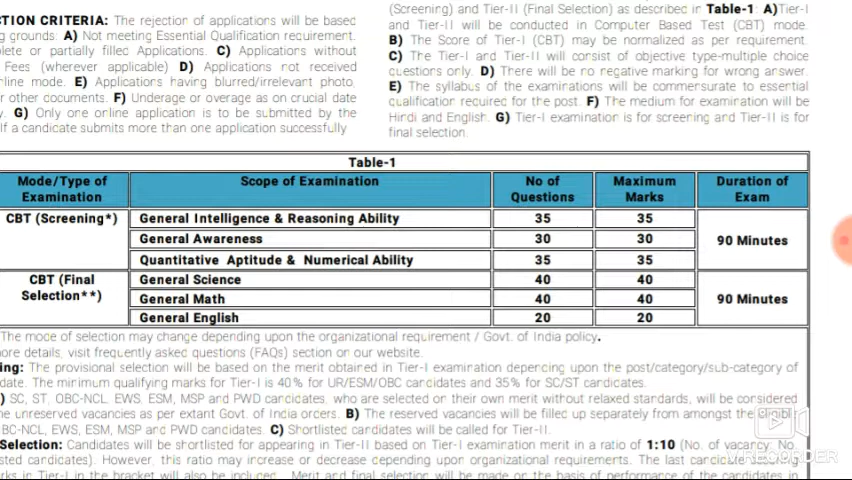 CTION CRITERIA: The rejection of applications will be based
ng grounds: A) Not meeting Essential Qualification requirement.
lete or partially filled Applications. C) Applications without
Fees (wherever applicable) D) Applications not received
nline mode. E) Applications having blurred/irrelevant photo,
or other documents. F) Underage or overage as on crucial date
y. G) Only one online application is to be submitted by the
If a candidate submits more than one application successfully
(Screening) and Tier-II (Final Selection) as described in Table-1: A)Tier-I
and Tier-II will be conducted in Computer Based Test (CBT) mode.
B) The Score of Tier-I (CBT) may be normalized as per requirement.
C) The Tier-I and Tier-II will consist of objective type-multiple choice
questions only. D) There will be no negative marking for wrong answer.
E) The syllabus of the examinations will be commensurate to essential
qualification required for the post. F) The medium for examination will be
Hindi and English. G) Tier-I examination is for screening and Tier-II is for
final selection.
Table-1
Mode/Type of Examination Scope of Examination No of Questions Maximum Marks Duration of Exam
CBT (Screening*) General Intelligence & Reasoning Ability 35 35 90 Minutes
General Awareness 30 30
Quantitative Aptitude & Numerical Ability 35 35
CBT (Final Selection**) General Science 40 40 90 Minutes
General Math 40 40
General English 20 20
The mode of selection may change depending upon the organizational requirement / Govt. of India policy.
more details, visit frequently asked questions (FAQs) section on our website.
ing: The provisional selection will be based on the merit obtained in Tier-I examination depending upon the post/category/sub-category of
date. The minimum qualifying marks for Tier-I is 40% for UR/ESM/OBC candidates and 35% for SC/ST candidates.
) SC, ST, OBC-NCL, EWS, ESM, MSP and PWD candidates, who are selected on their own merit without relaxed standards, will be considered
he unreserved vacancies as per extant Govt. of India orders. B) The reserved vacancies will be filled up separately from amongst the eligible
BC-NCL, EWS, ESM, MSP and PWD candidates. C) Shortlisted candidates will be called for Tier-II.
Selection: Candidates will be shortlisted for appearing in Tier-II based on Tier-I examination merit in a ratio of 1:10 (No. of vacancy: No.
sted candidates). However, this ratio may increase or decrease depending upon organizational requirements. The last candidate
arks in Tier-I in the bracket will also be included. Merit and final selection will be made on the basis of performance of the candidates in
V RECORDER